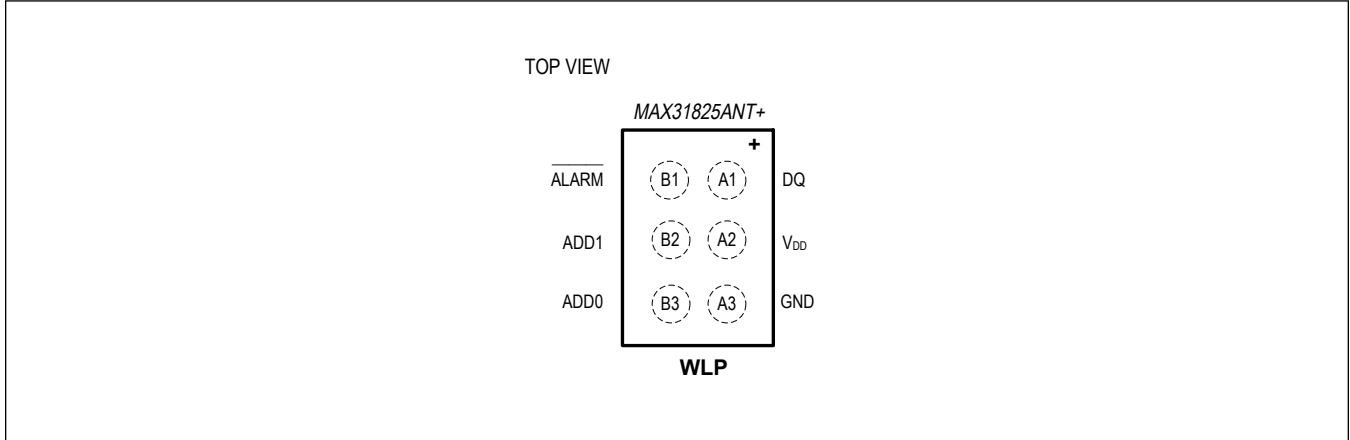 TOP VIEW
MAX31825ANT+
+
ALARM B1 A1 DQ
ADD1 B2 A2 VDD
ADD0 B3 A3 GND
WLP